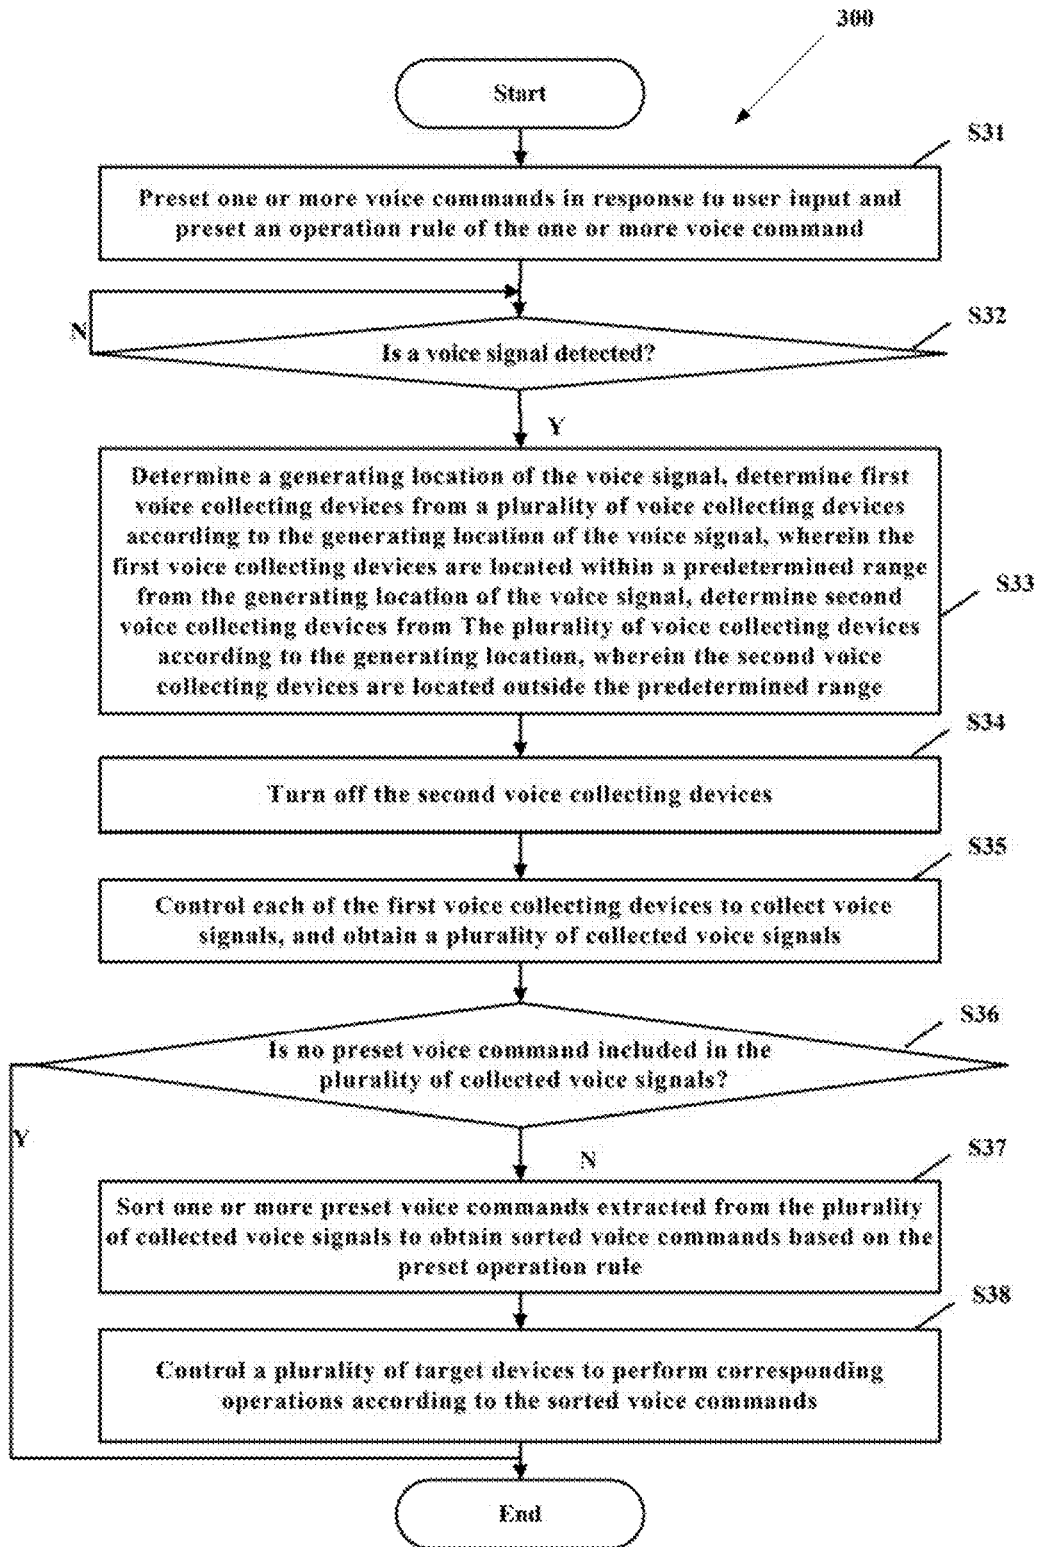 300
Start
S31
Preset one or more voice commands in response to user input and
preset an operation rule of the one or more voice command
N
S32
Is a voice signal detected?
Y
Determine a generating location of the voice signal, determine first
voice collecting devices from a plurality of voice collecting devices
according to the generating location of the voice signal, wherein the
first voice collecting devices are located within a predetermined range
from the generating location of the voice signal, determine second
voice collecting devices from The plurality of voice collecting devices
according to the generating location, wherein the second voice
collecting devices are located outside the predetermined range
S33
S34
Turn off the second voice collecting devices
S35
Control each of the first voice collecting devices to collect voice
signals, and obtain a plurality of collected voice signals
S36
Is no preset voice command included in the
plurality of collected voice signals?
Y
N
S37
Sort one or more preset voice commands extracted from the plurality
of collected voice signals to obtain sorted voice commands based on the
preset operation rule
S38
Control a plurality of target devices to perform corresponding
operations according to the sorted voice commands
End